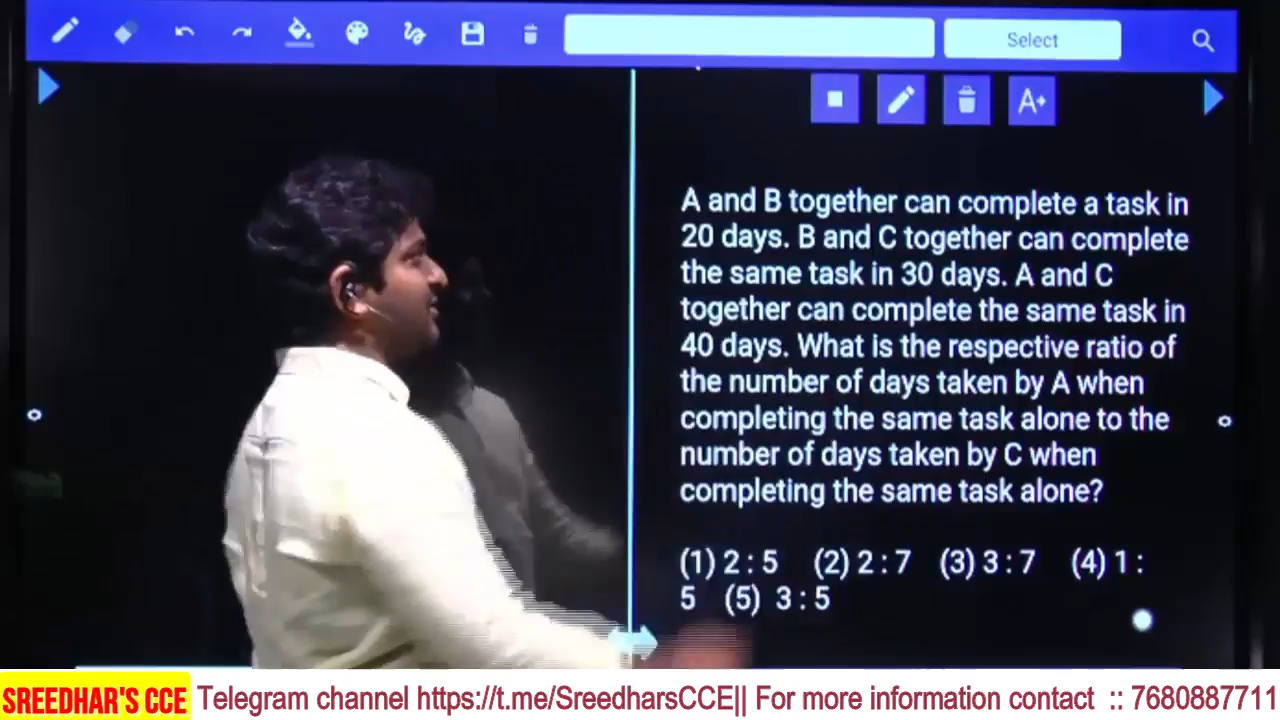 Select
A+
A and B together can complete a task in
20 days. B and C together can complete
the same task in 30 days. A and C
together can complete the same task in
40 days. What is the respective ratio of
the number of days taken by A when
completing the same task alone to the
number of days taken by C when
completing the same task alone?
(1) 2 : 5 (2) 2 : 7 (3) 3 : 7 (4) 1 :
5 (5) 3 : 5
SREEDHAR'S CCE Telegram channel https://t.me/SreedharsCCE|| For more information contact :: 7680887711